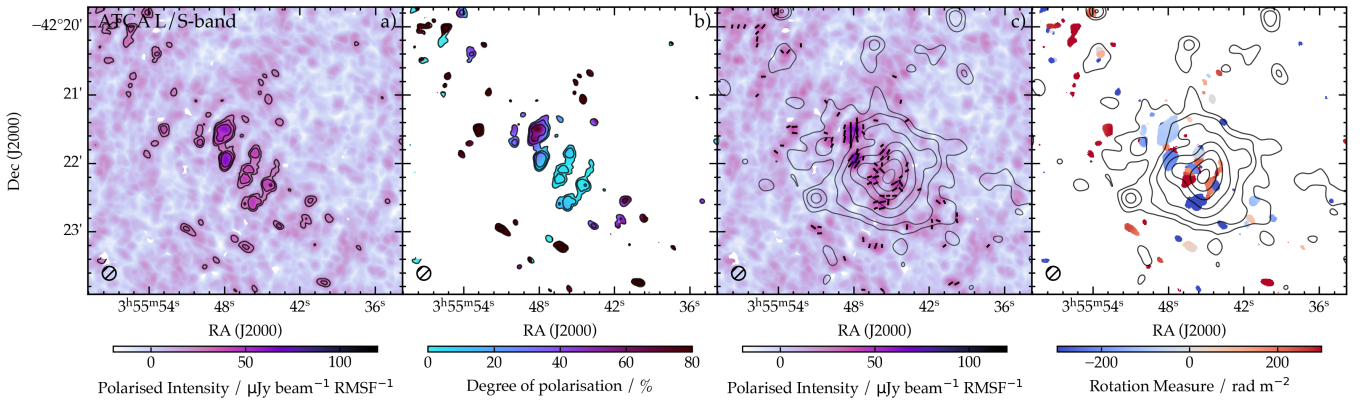 ATCA L/S-band a) b) c)
−42°20'
21'
22'
23'
Dec (J2000)
3ʰ55ᵐ54ˢ 48ˢ 42ˢ 36ˢ 3ʰ55ᵐ54ˢ 48ˢ 42ˢ 36ˢ 3ʰ55ᵐ54ˢ 48ˢ 42ˢ 36ˢ 3ʰ55ᵐ54ˢ 48ˢ 42ˢ 36ˢ
RA (J2000) RA (J2000) RA (J2000) RA (J2000)
0 50 100 0 20 40 60 80 0 50 100 −200 0 200
Polarised Intensity / μJy beam⁻¹ RMSF⁻¹ Degree of polarisation / % Polarised Intensity / μJy beam⁻¹ RMSF⁻¹ Rotation Measure / rad m⁻²